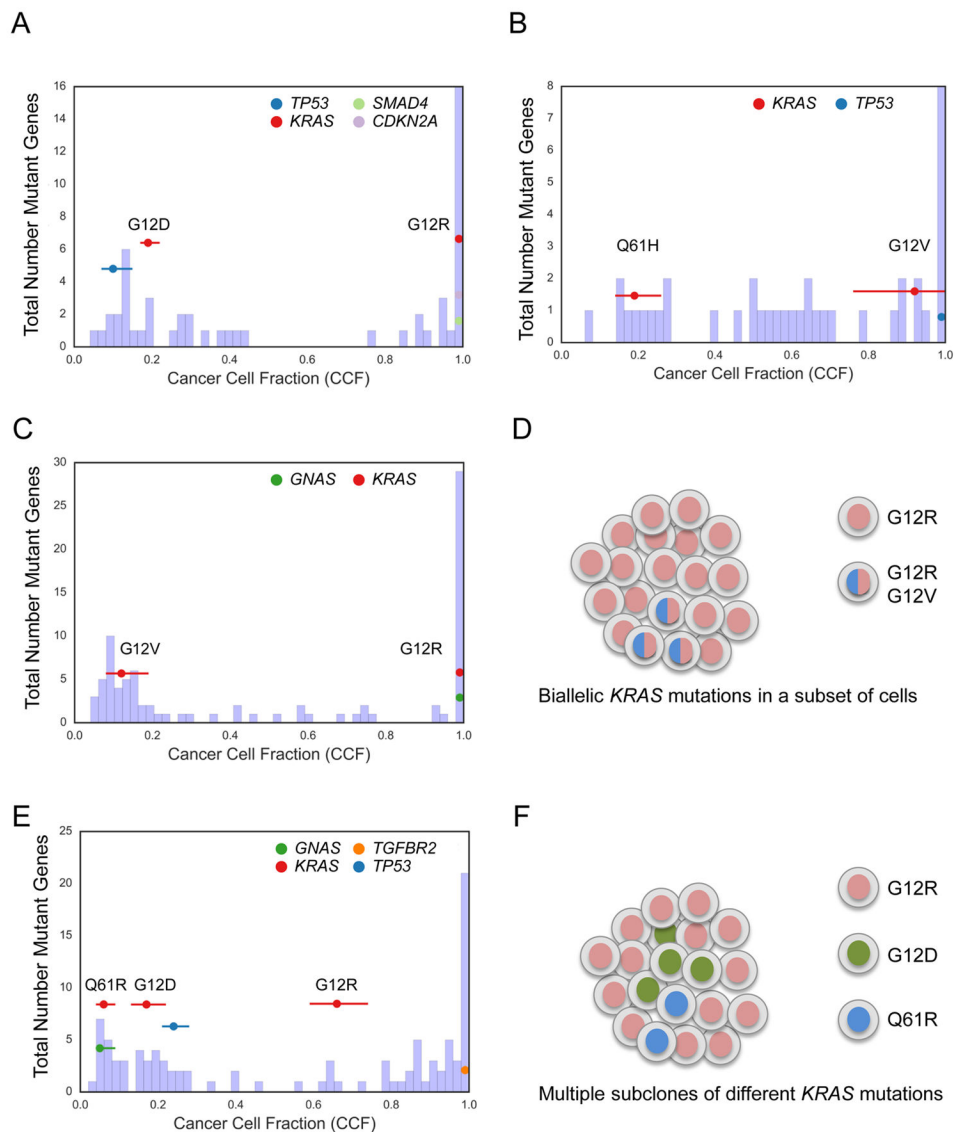 A
TP53 SMAD4
KRAS CDKN2A
G12D G12R
Total Number Mutant Genes
16
14
12
10
8
6
4
2
0
0.0 0.2 0.4 0.6 0.8 1.0
Cancer Cell Fraction (CCF)
B
KRAS TP53
Q61H G12V
Total Number Mutant Genes
8
7
6
5
4
3
2
1
0
0.0 0.2 0.4 0.6 0.8 1.0
Cancer Cell Fraction (CCF)
C
GNAS KRAS
G12V G12R
Total Number Mutant Genes
30
25
20
15
10
5
0
0.0 0.2 0.4 0.6 0.8 1.0
Cancer Cell Fraction (CCF)
D
G12R
G12R
G12V
Biallelic KRAS mutations in a subset of cells
E
GNAS TGFBR2
KRAS TP53
Q61R G12D G12R
Total Number Mutant Genes
25
20
15
10
5
0
0.0 0.2 0.4 0.6 0.8 1.0
Cancer Cell Fraction (CCF)
F
G12R
G12D
Q61R
Multiple subclones of different KRAS mutations